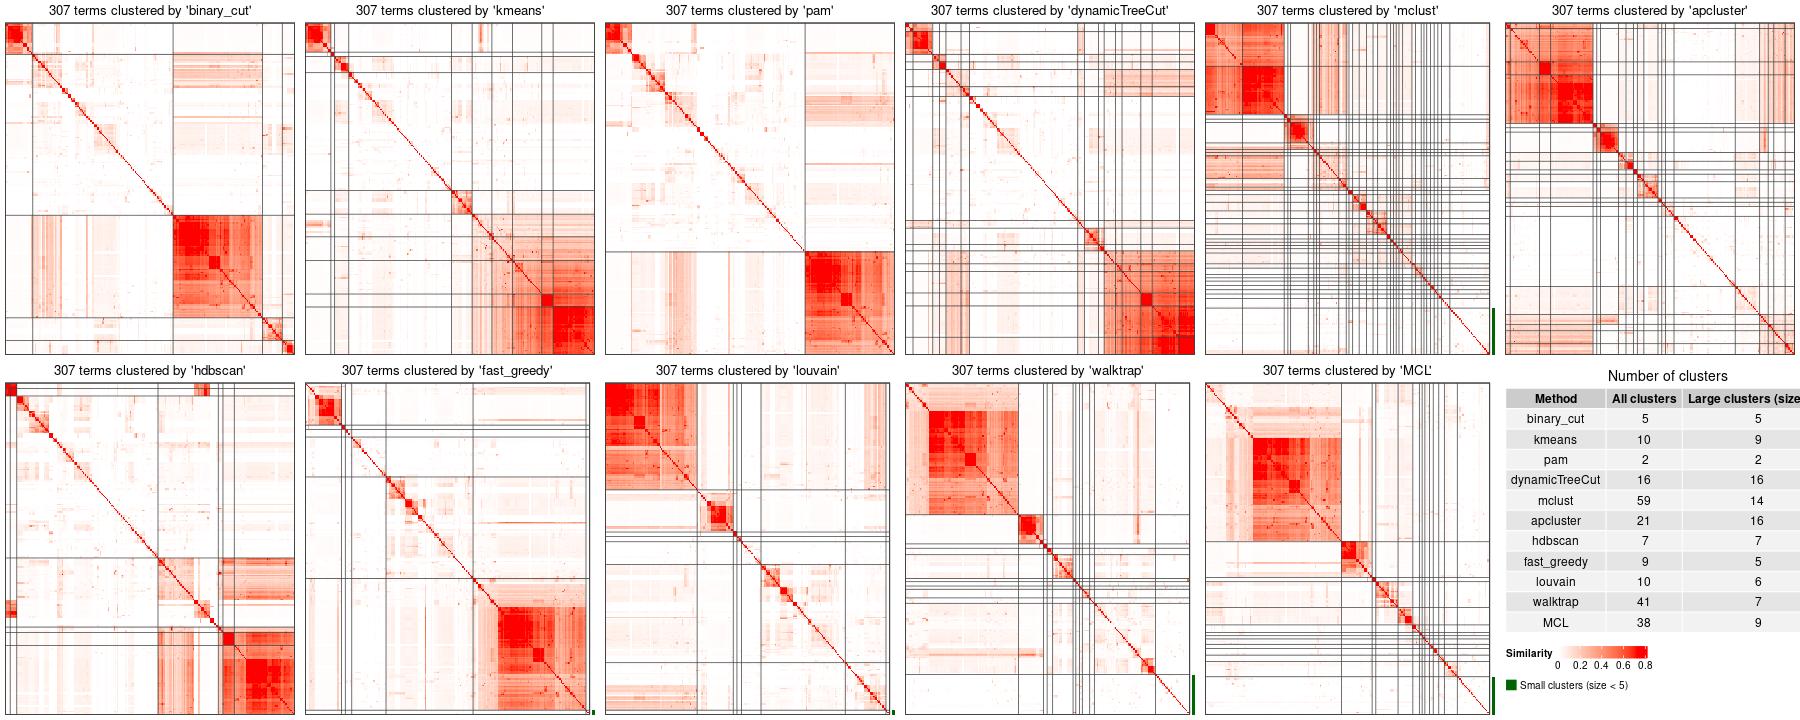 307 terms clustered by 'binary_cut'
307 terms clustered by 'kmeans'
307 terms clustered by 'pam'
307 terms clustered by 'dynamicTreeCut'
307 terms clustered by 'mclust'
307 terms clustered by 'apcluster'
307 terms clustered by 'hdbscan'
307 terms clustered by 'fast_greedy'
307 terms clustered by 'louvain'
307 terms clustered by 'walktrap'
307 terms clustered by 'MCL'
Number of clusters
Method All clusters Large clusters (size
binary_cut 5 5
kmeans 10 9
pam 2 2
dynamicTreeCut 16 16
mclust 59 14
apcluster 21 16
hdbscan 7 7
fast_greedy 9 5
louvain 10 6
walktrap 41 7
MCL 38 9
Similarity
0 0.2 0.4 0.6 0.8
Small clusters (size < 5)